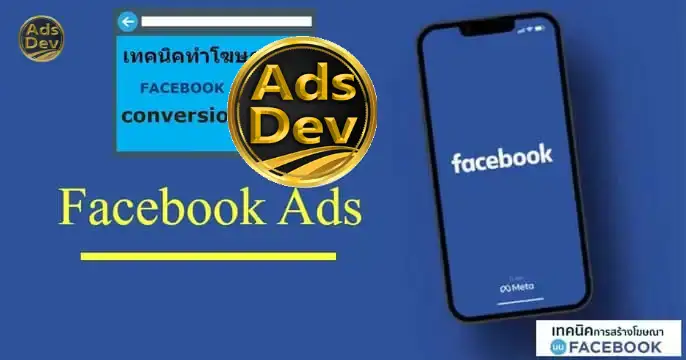 Ads
Dev
เทคนิคทำโฆษ
FACEBOOK
conversio
Ads
Dev
Facebook Ads
facebook
Meta
เทคนิคการสร้างโฆษณา
บน FACEBOOK